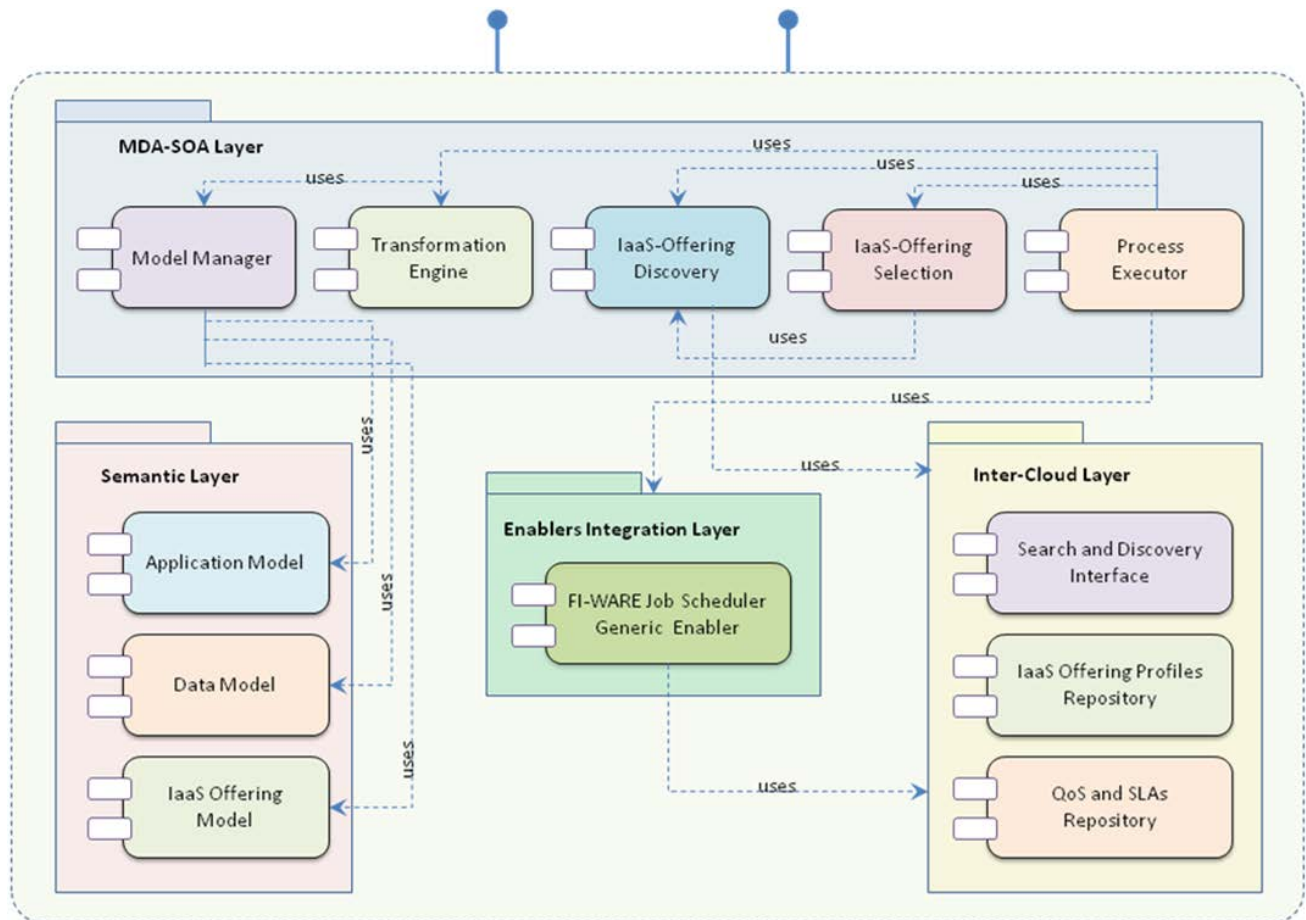 MDA-SOA Layer
uses
uses
uses
uses
Model Manager
Transformation
Engine
IaaS-Offering
Discovery
IaaS-Offering
Selection
Process
Executor
uses
uses
uses
uses
Semantic Layer
Application Model
uses
Data Model
uses
IaaS Offering
Model
Enablers Integration Layer
FI-WARE Job Scheduler
Generic Enabler
uses
uses
Inter-Cloud Layer
Search and Discovery
Interface
IaaS Offering Profiles
Repository
QoS and SLAs
Repository